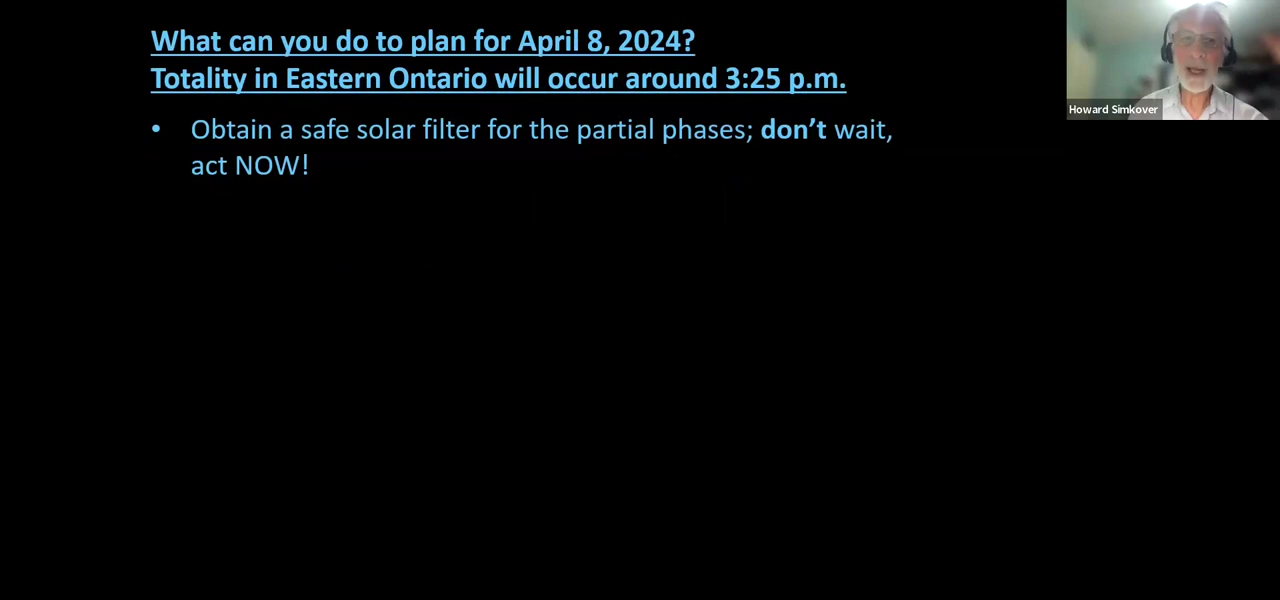 What can you do to plan for April 8, 2024?
Totality in Eastern Ontario will occur around 3:25 p.m.
• Obtain a safe solar filter for the partial phases; don’t wait,
act NOW!
Howard Simkover